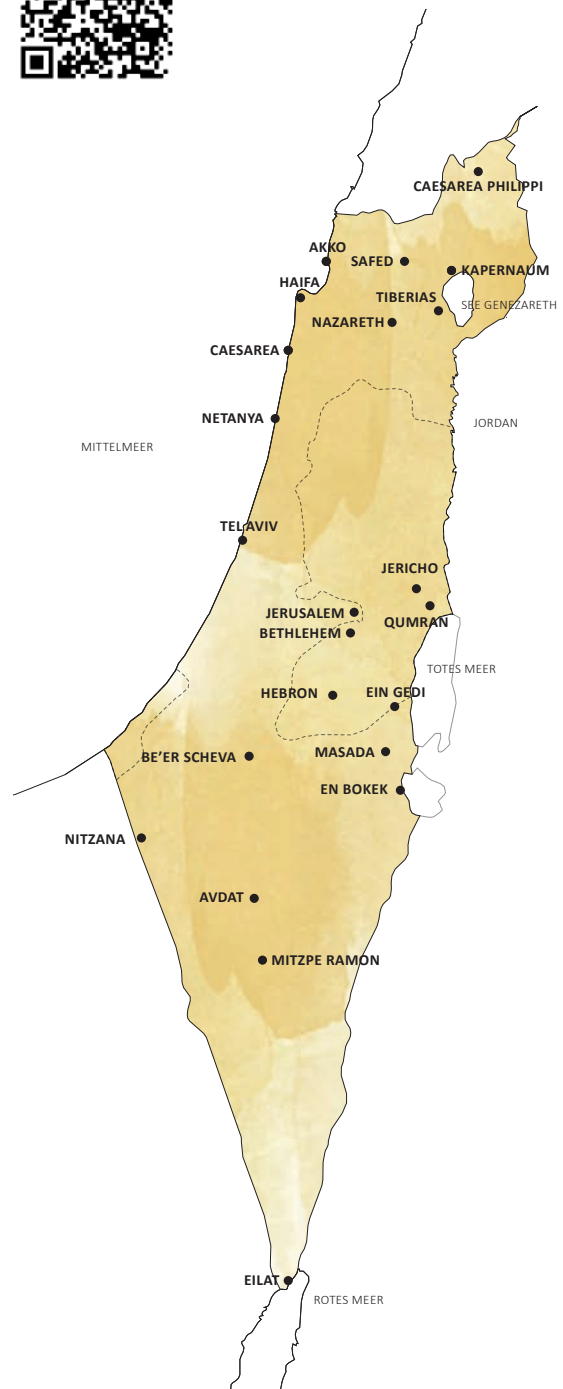 CAESAREA PHILIPPI
AKKO
SAFED
KAPERNAUM
HAIFA
TIBERIAS
SEE GENEZARETH
NAZARETH
CAESAREA
NETANYA
JORDAN
MITTELMEER
TEL AVIV
JERICHO
JERUSALEM
QUMRAN
BETHLEHEM
TOTES MEER
HEBRON
EIN GEDI
MASADA
BE’ER SCHEVA
EN BOKEK
NITZANA
AVDAT
MITZPE RAMON
EILAT
ROTES MEER